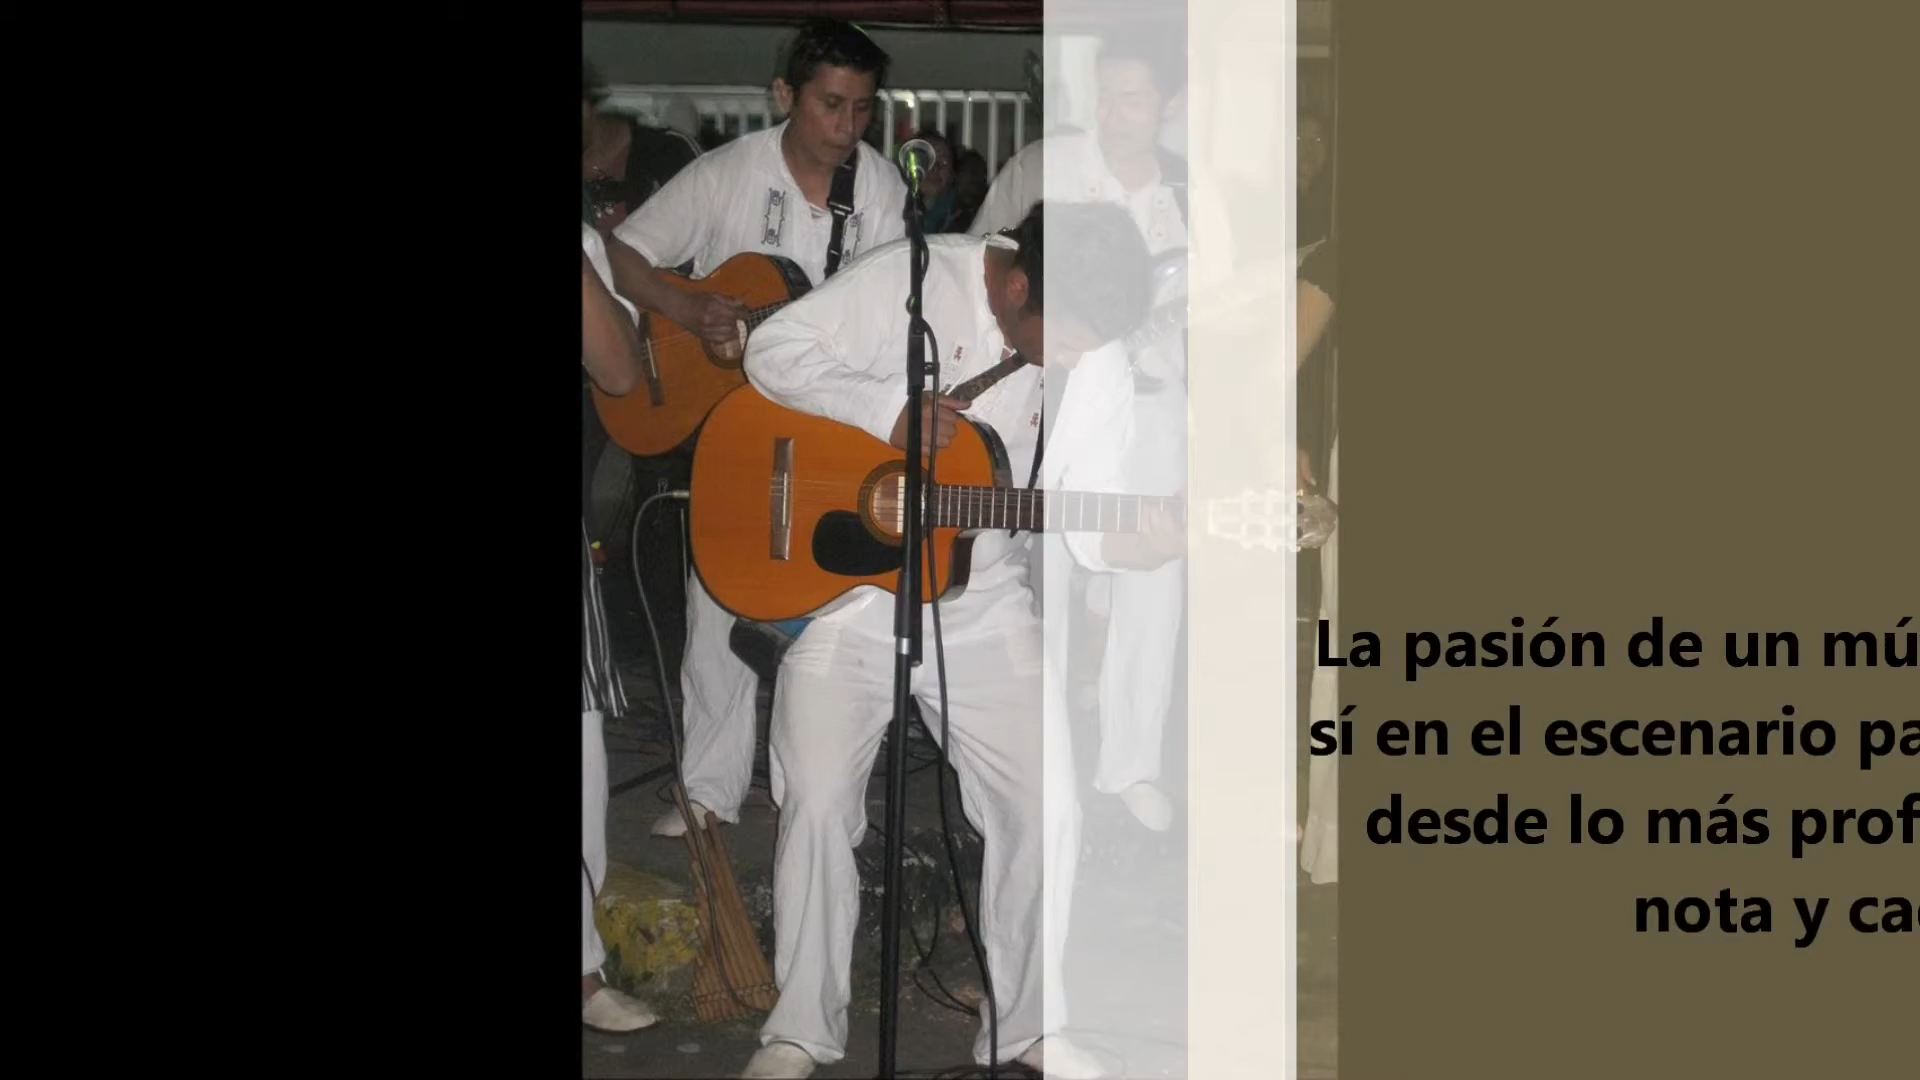 La pasión de un mú
sí en el escenario pa
desde lo más prof
nota y ca